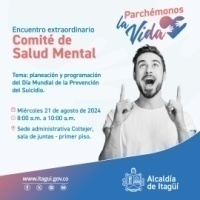 Parchémonos
la Vida
Encuentro extraordinario
Comité de
Salud Mental
Tema: planeación y programación
del Día Mundial de la Prevención
del Suicidio.
Miércoles 21 de agosto de 2024
8:00 a.m. a 10:00 a.m.
Sede administrativa Coltejer,
sala de juntas - primer piso.
www.itagui.gov.co
Alcaldía
de Itagüí